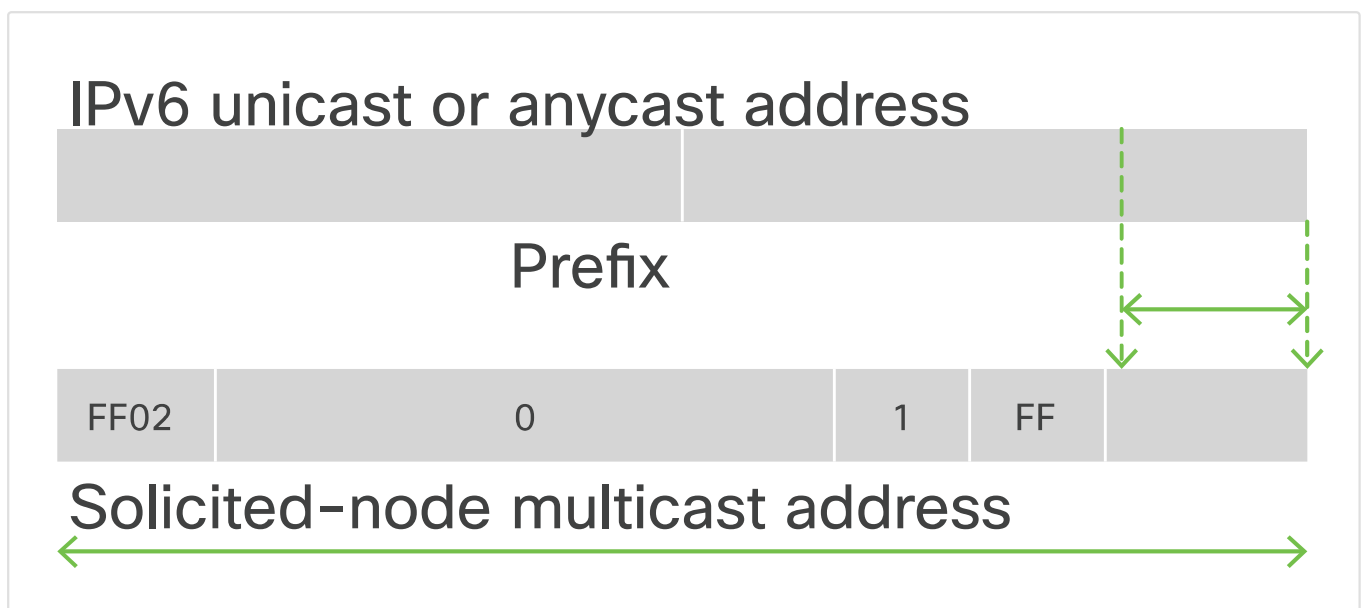 IPv6 unicast or anycast address
Prefix
FF02 0 1 FF
Solicited-node multicast address